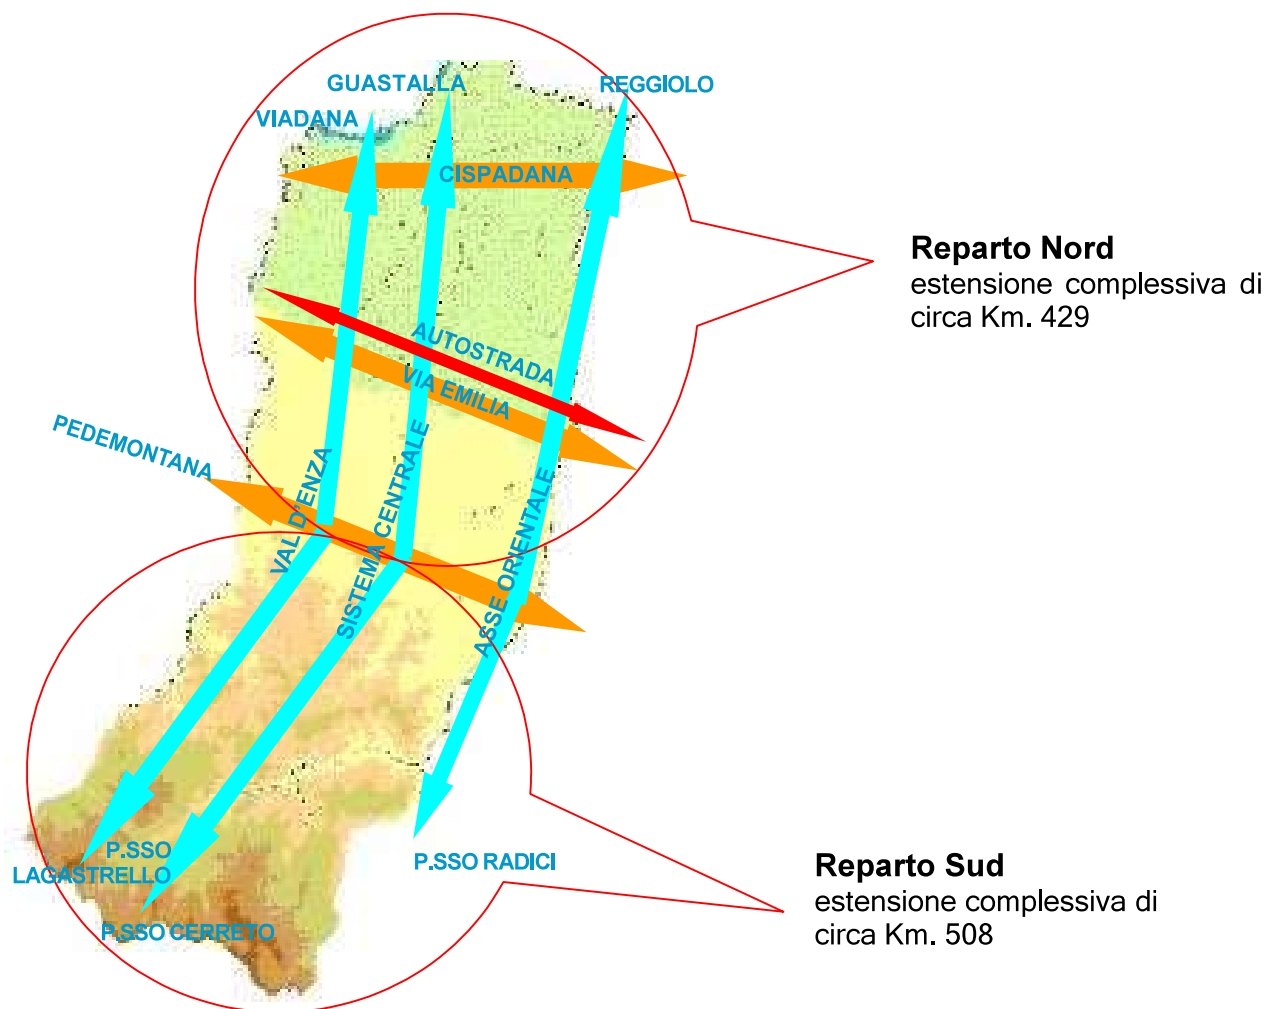 GUASTALLA
REGGIOLO
VIADANA
CISPADANA
Reparto Nord
estensione complessiva di
circa Km. 429
AUTOSTRADA
VIA EMILIA
PEDEMONTANA
VAL D'ENZA
SISTEMA CENTRALE
ASSE ORIENTALE
P.SSO
LAGASTRELLO
P.SSO RADICI
P.SSO CERRETO
Reparto Sud
estensione complessiva di
circa Km. 508